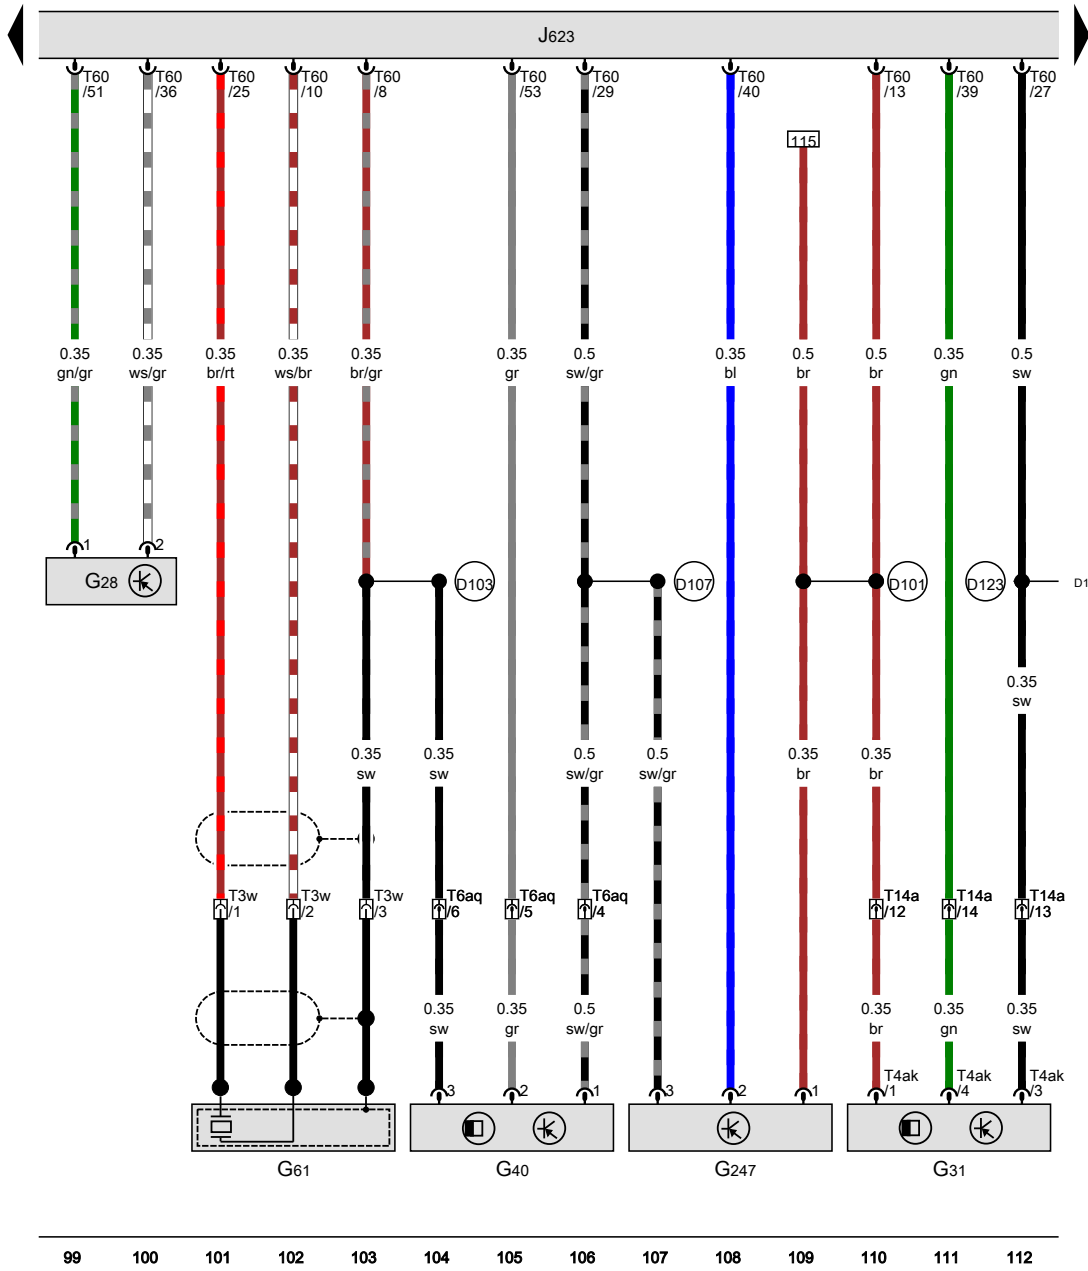 J623
T60 T60 T60 T60 T60 T60 T60 T60 T60 T60 T60
/51 /36 /25 /10 /8 /53 /29 /40 /13 /39 /27
115
0.35 0.35 0.35 0.35 0.35 0.35 0.5 0.35 0.5 0.5 0.35 0.5
gn/gr ws/gr br/rt ws/br br/gr gr sw/gr bl br br gn sw
1 2
G28 D103 D107 D101 D123 D1
0.35
sw
0.35 0.35 0.5 0.5 0.35 0.35
sw sw sw/gr sw/gr br br
T3w T3w T3w T6aq T6aq T6aq T14a T14a T14a
/1 /2 /3 /6 /5 /4 /12 /14 /13
0.35 0.35 0.5 0.35 0.35 0.35
sw gr sw/gr br gn sw
T4ak T4ak T4ak
3 2 1 3 2 1 /1 /4 /3
G61 G40 G247 G31
99 100 101 102 103 104 105 106 107 108 109 110 111 112